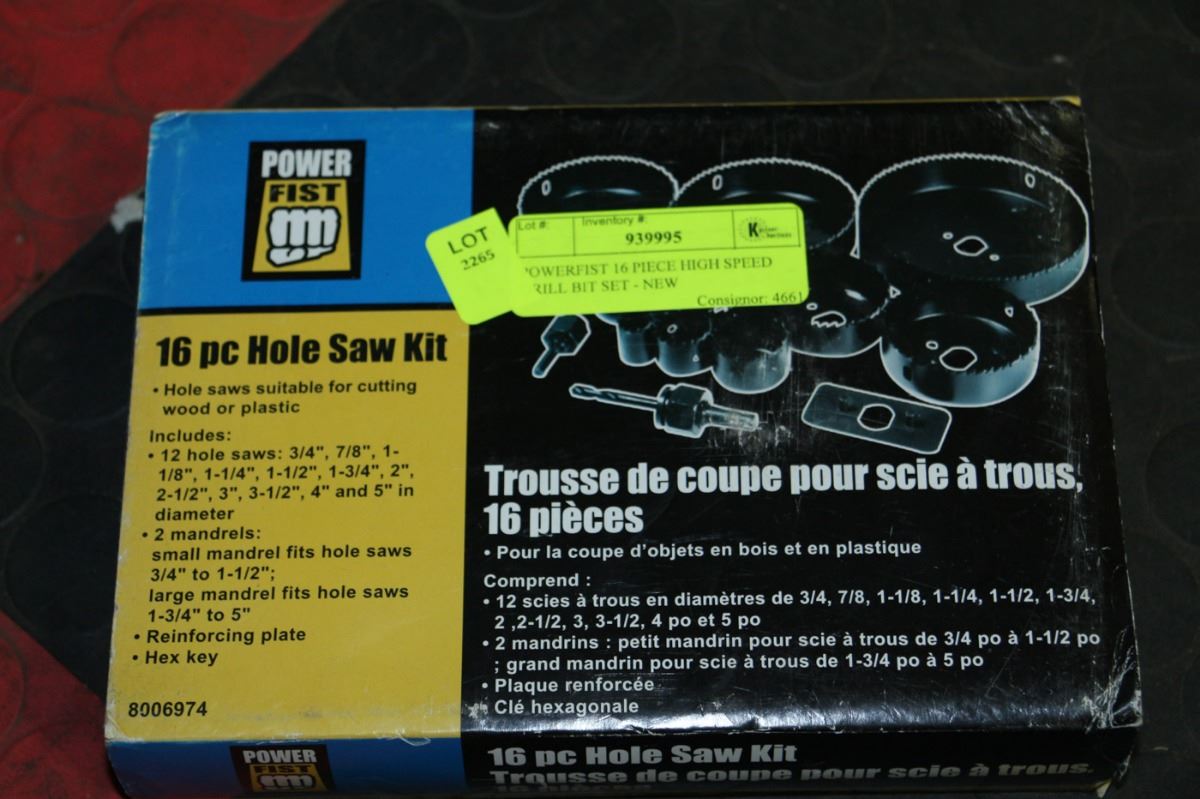 POWER
FIST
LOT
2265
Lot #:
Inventory #:
939995
POWERFIST 16 PIECE HIGH SPEED
DRILL BIT SET - NEW
Consignor: 4661
16 pc Hole Saw Kit
• Hole saws suitable for cutting
wood or plastic
Includes:
• 12 hole saws: 3/4", 7/8", 1-
1/8", 1-1/4", 1-1/2", 1-3/4", 2",
2-1/2", 3", 3-1/2", 4" and 5" in
diameter
• 2 mandrels:
small mandrel fits hole saws
3/4" to 1-1/2";
large mandrel fits hole saws
1-3/4" to 5"
• Reinforcing plate
• Hex key
8006974
Trousse de coupe pour scie à trous,
16 pièces
• Pour la coupe d'objets en bois et en plastique
Comprend :
• 12 scies à trous en diamètres de 3/4, 7/8, 1-1/8, 1-1/4, 1-1/2, 1-3/4,
2 ,2-1/2, 3, 3-1/2, 4 po et 5 po
• 2 mandrins : petit mandrin pour scie à trous de 3/4 po à 1-1/2 po
; grand mandrin pour scie à trous de 1-3/4 po à 5 po
• Plaque renforcée
• Clé hexagonale
POWER
FIST
16 pc Hole Saw Kit
Trousse de coupe pour scie à trous,
16 pièces